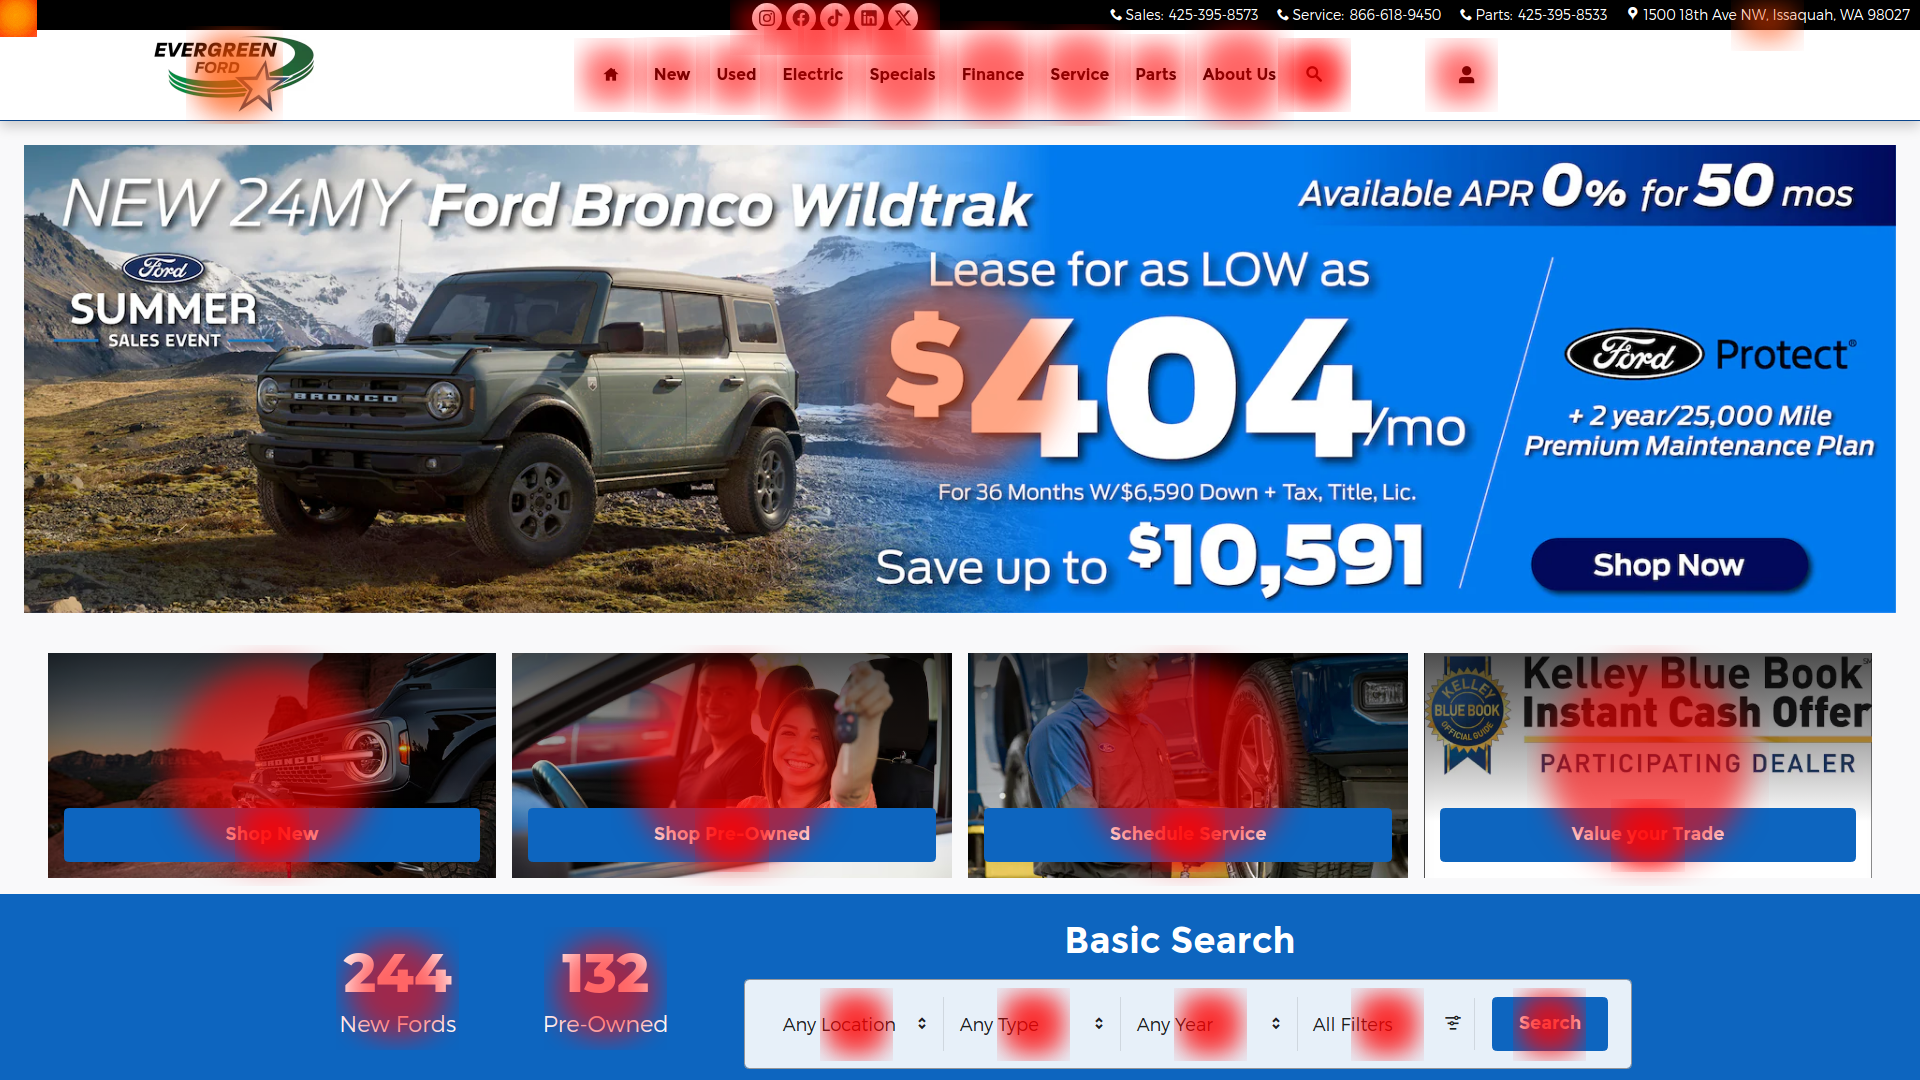 Sales: 425-395-8573 Service: 866-618-9450 Parts: 425-395-8533 1500 18th Ave NW, Issaquah, WA 98027
EVERGREEN
FORD
New Used Electric Specials Finance Service Parts About Us
NEW 24MY Ford Bronco Wildtrak
Available APR 0% for 50 mos
Ford
SUMMER
SALES EVENT
BRONCO
Lease for as LOW as
$404/mo
For 36 Months W/$6,590 Down + Tax, Title, Lic.
Save up to $10,591
Ford Protect®
+ 2 year/25,000 Mile
Premium Maintenance Plan
Shop Now
BRONCO
Shop New
Shop Pre-Owned
Schedule Service
KELLEY
BLUE BOOK
OFFICIAL GUIDE
Kelley Blue Book SM
Instant Cash Offer
PARTICIPATING DEALER
Value your Trade
244
New Fords
132
Pre-Owned
Basic Search
Any Location Any Type Any Year All Filters Search